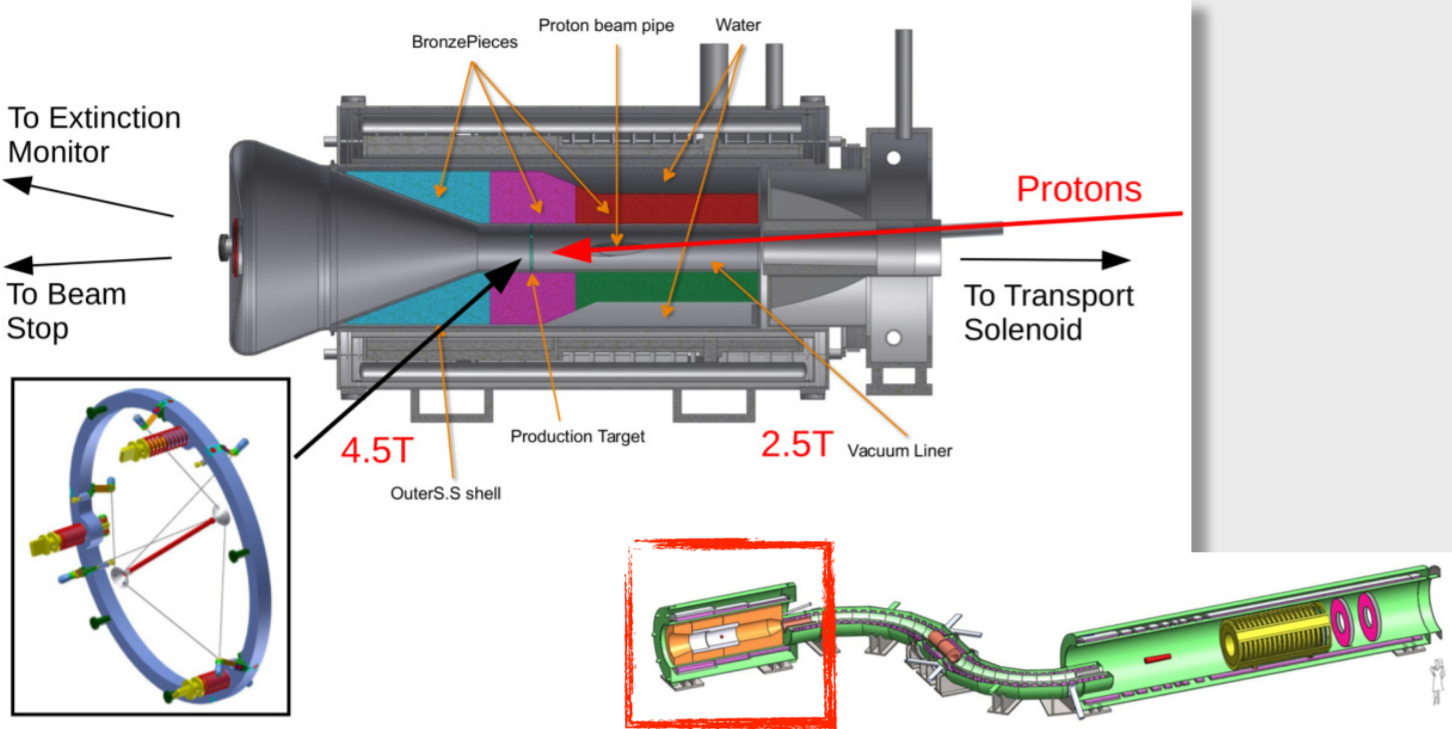 Proton beam pipe
Water
BronzePieces
To Extinction
Monitor
Protons
To Beam
Stop
To Transport
Solenoid
Production Target
4.5T
2.5T
Vacuum Liner
OuterS.S shell